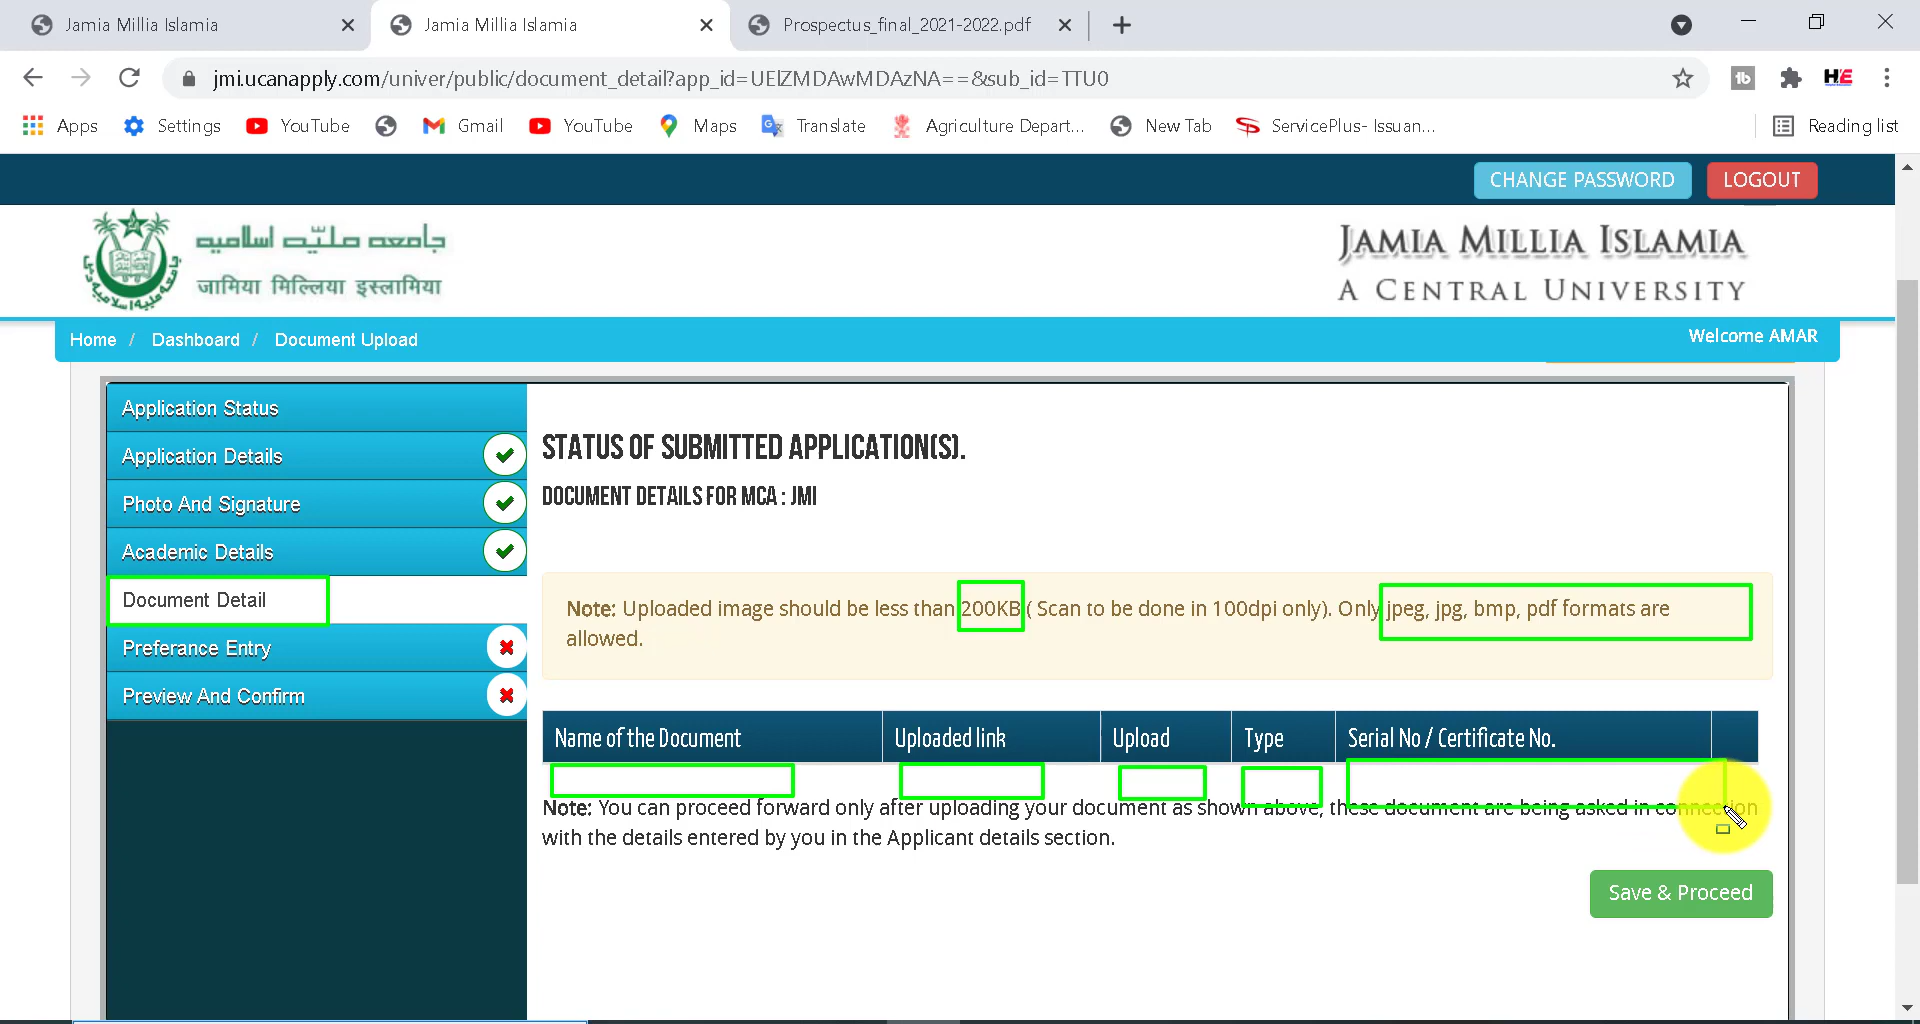 Jamia Millia Islamia
Jamia Millia Islamia
Prospectus_final_2021-2022.pdf
jmi.ucanapply.com/univer/public/document_detail?app_id=UElZMDAwMDAzNA==&sub_id=TTU0
Apps
Settings
YouTube
Gmail
YouTube
Maps
Translate
Agriculture Depart...
New Tab
ServicePlus- Issuan...
Reading list
CHANGE PASSWORD
LOGOUT
جامعہ ملیہ اسلامیہ
जामिया मिल्लिया इस्लामिया
JAMIA MILLIA ISLAMIA
A CENTRAL UNIVERSITY
Home / Dashboard / Document Upload
Welcome AMAR
Application Status
Application Details
Photo And Signature
Academic Details
Document Detail
Preferance Entry
Preview And Confirm
STATUS OF SUBMITTED APPLICATION(S).
DOCUMENT DETAILS FOR MCA : JMI
Note: Uploaded image should be less than 200KB ( Scan to be done in 100dpi only). Only jpeg, jpg, bmp, pdf formats are
allowed.
Name of the Document
Uploaded link
Upload
Type
Serial No / Certificate No.
Note: You can proceed forward only after uploading your document as shown above, these document are being asked in connection
with the details entered by you in the Applicant details section.
Save & Proceed